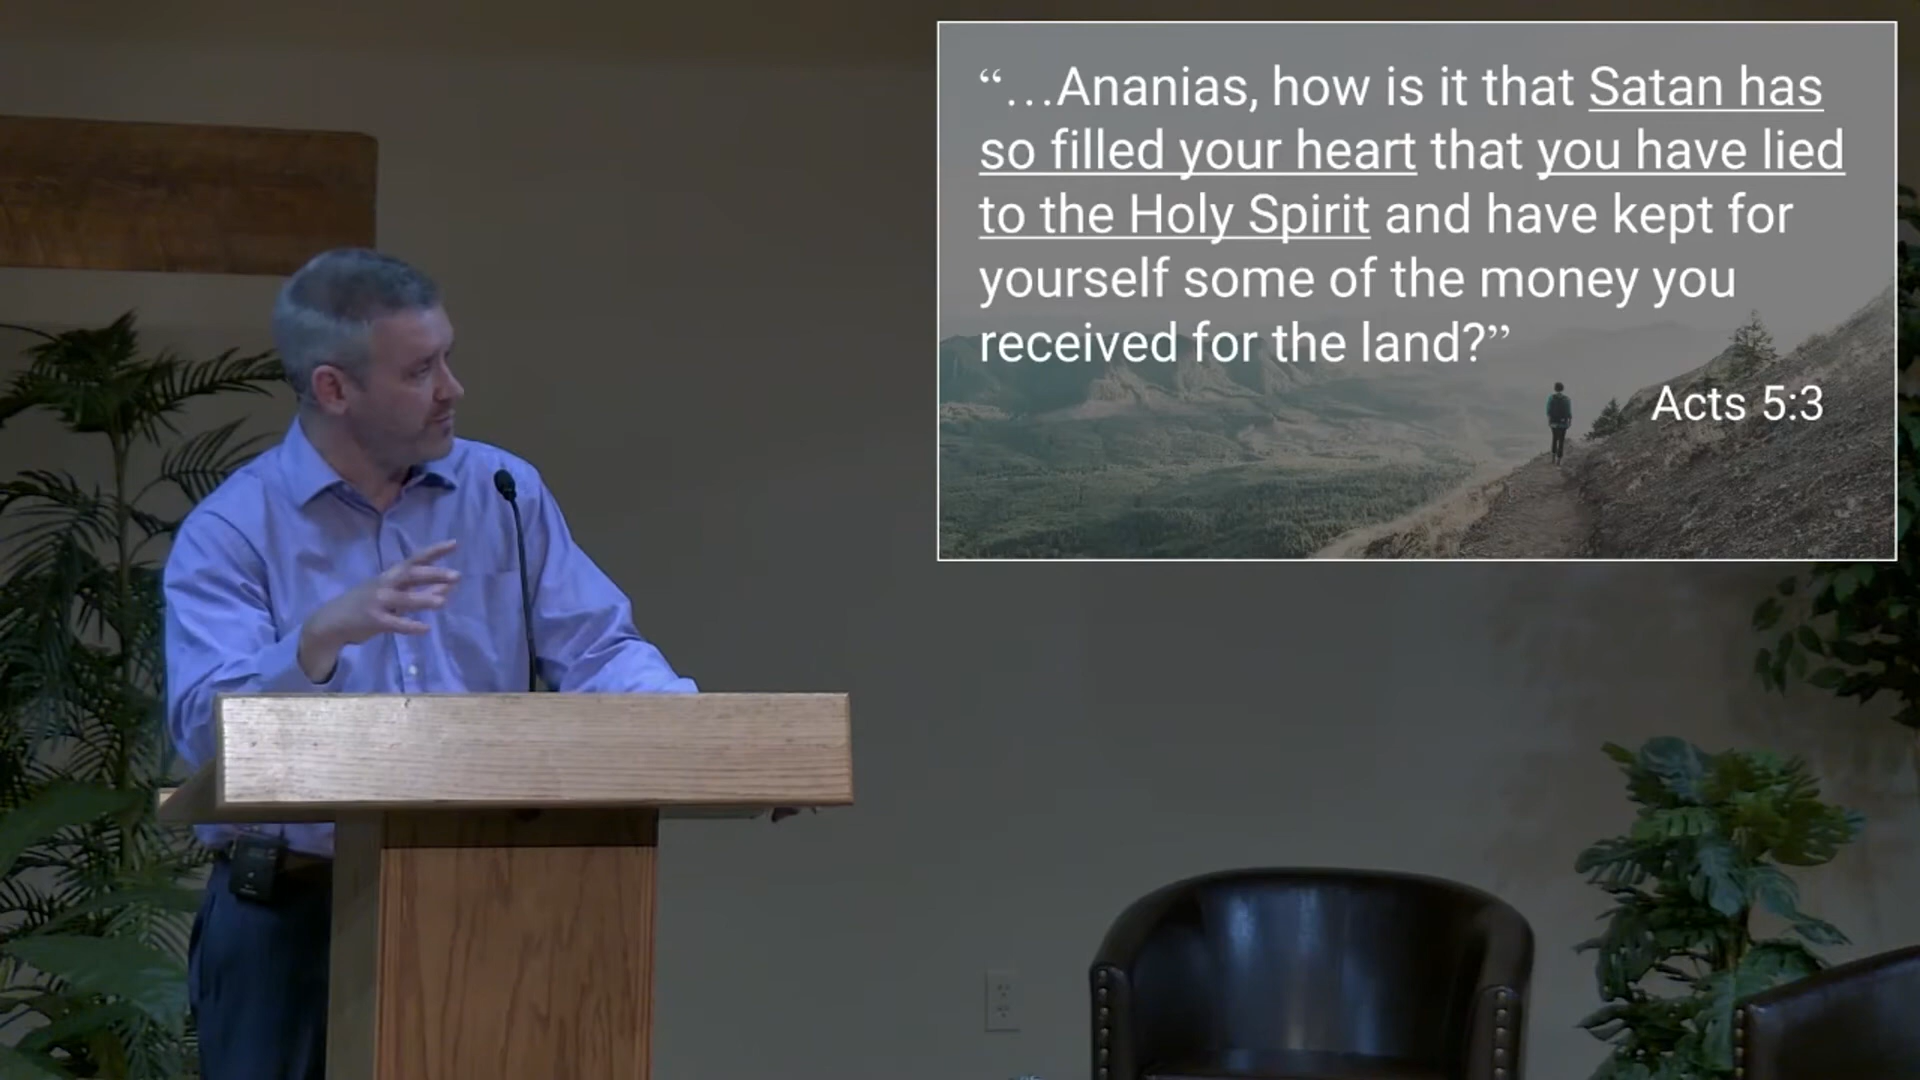 “…Ananias, how is it that Satan has
so filled your heart that you have lied
to the Holy Spirit and have kept for
yourself some of the money you
received for the land?”
Acts 5:3